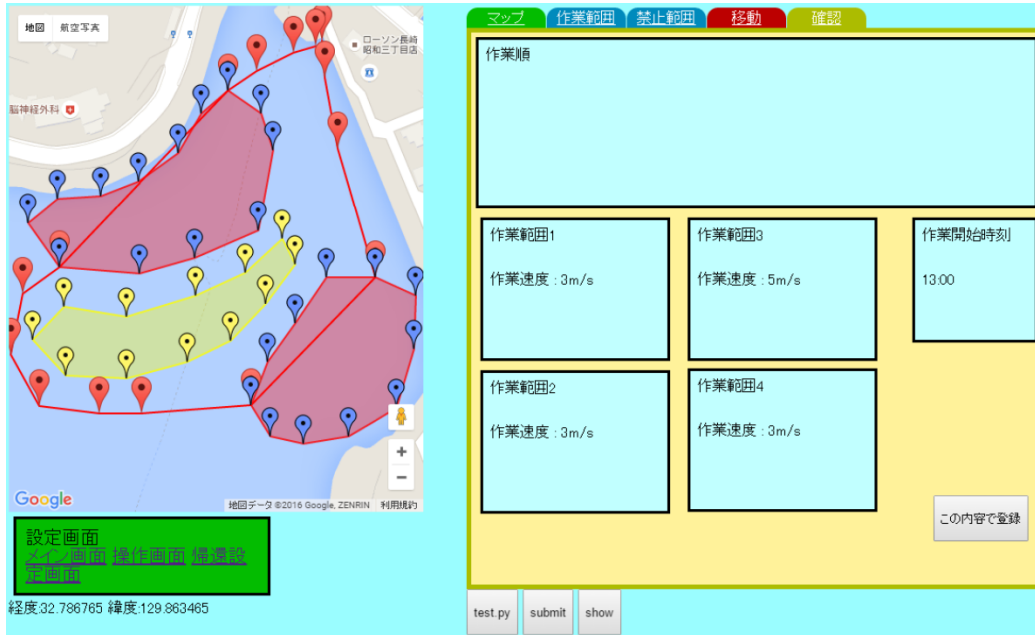 地図 航空写真
ローソン長崎
昭和三丁目店
脳神経外科
Google
地図データ ©2016 Google, ZENRIN 利用規約
設定画面
メイン画面 操作画面 帰還設
定画面
経度:32.786765 緯度:129.863465
マップ 作業範囲 禁止範囲 移動 確認
作業順
作業範囲1
作業速度 : 3m/s
作業範囲3
作業速度 : 5m/s
作業開始時刻
13:00
作業範囲2
作業速度 : 3m/s
作業範囲4
作業速度 : 3m/s
この内容で登録
test.py submit show